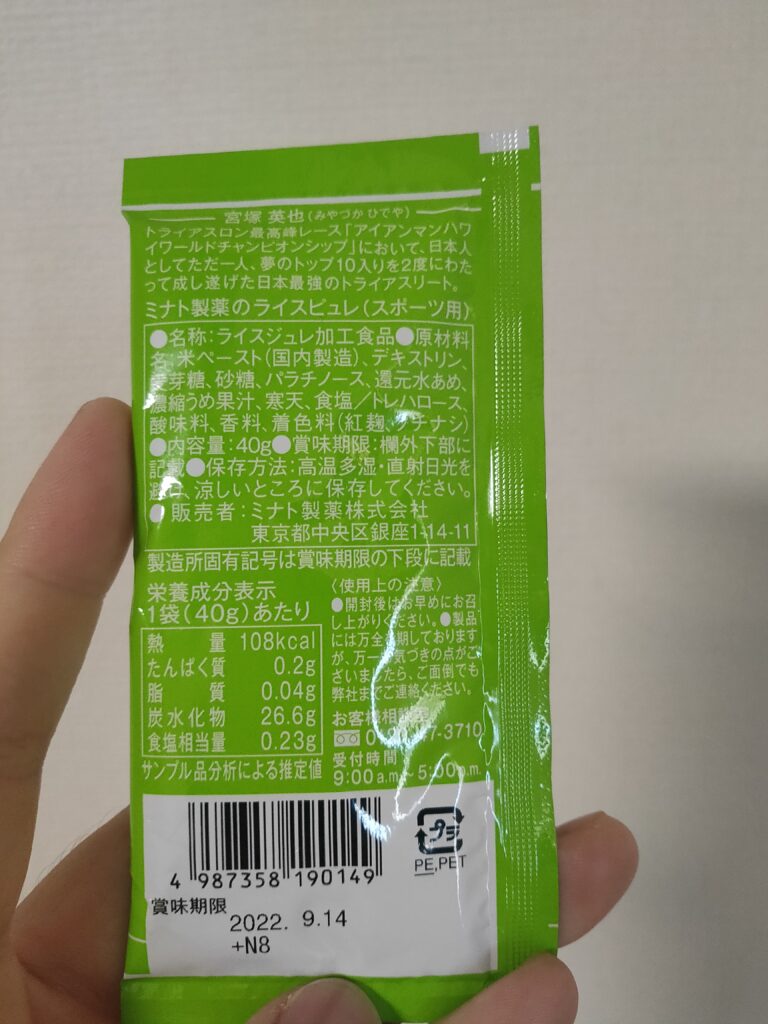 宮塚 英也(みやづか ひでや)
トライアスロン最高峰レース「アイアンマンハワ
イワールドチャンピオンシップ」において、日本人
としてただ一人、夢のトップ10入りを2度にわた
って成し遂げた日本最強のトライアスリート。
ミナト製薬のライスピュレ(スポーツ用)
●名称:ライスジュレ加工食品●原材料
名:米ペースト(国内製造)、デキストリン、
麦芽糖、砂糖、パラチノース、還元水あめ、
濃縮うめ果汁、寒天、食塩/トレハロース、
酸味料、香料、着色料(紅麹、クチナシ)
●内容量:40g●賞味期限:欄外下部に
記載●保存方法:高温多湿・直射日光を
避け、涼しいところに保存してください。
●販売者:ミナト製薬株式会社
東京都中央区銀座1-14-11
製造所固有記号は賞味期限の下段に記載
栄養成分表示
1袋(40g)あたり
熱量 108kcal
たんぱく質 0.2g
脂質 0.04g
炭水化物 26.6g
食塩相当量 0.23g
サンプル品分析による推定値
〈使用上の注意〉
●開封後はお早めにお召
し上がりください。●製品
には万全を期しております
が、万一お気づきの点がご
ざいましたら、ご面倒でも
弊社までご連絡ください。
お客様相談室
7-3710
受付時間
9:00a.m.~5:00p.m.
4 987358 190149
プラ
PE,PET
賞味期限
2022. 9.14
+N8